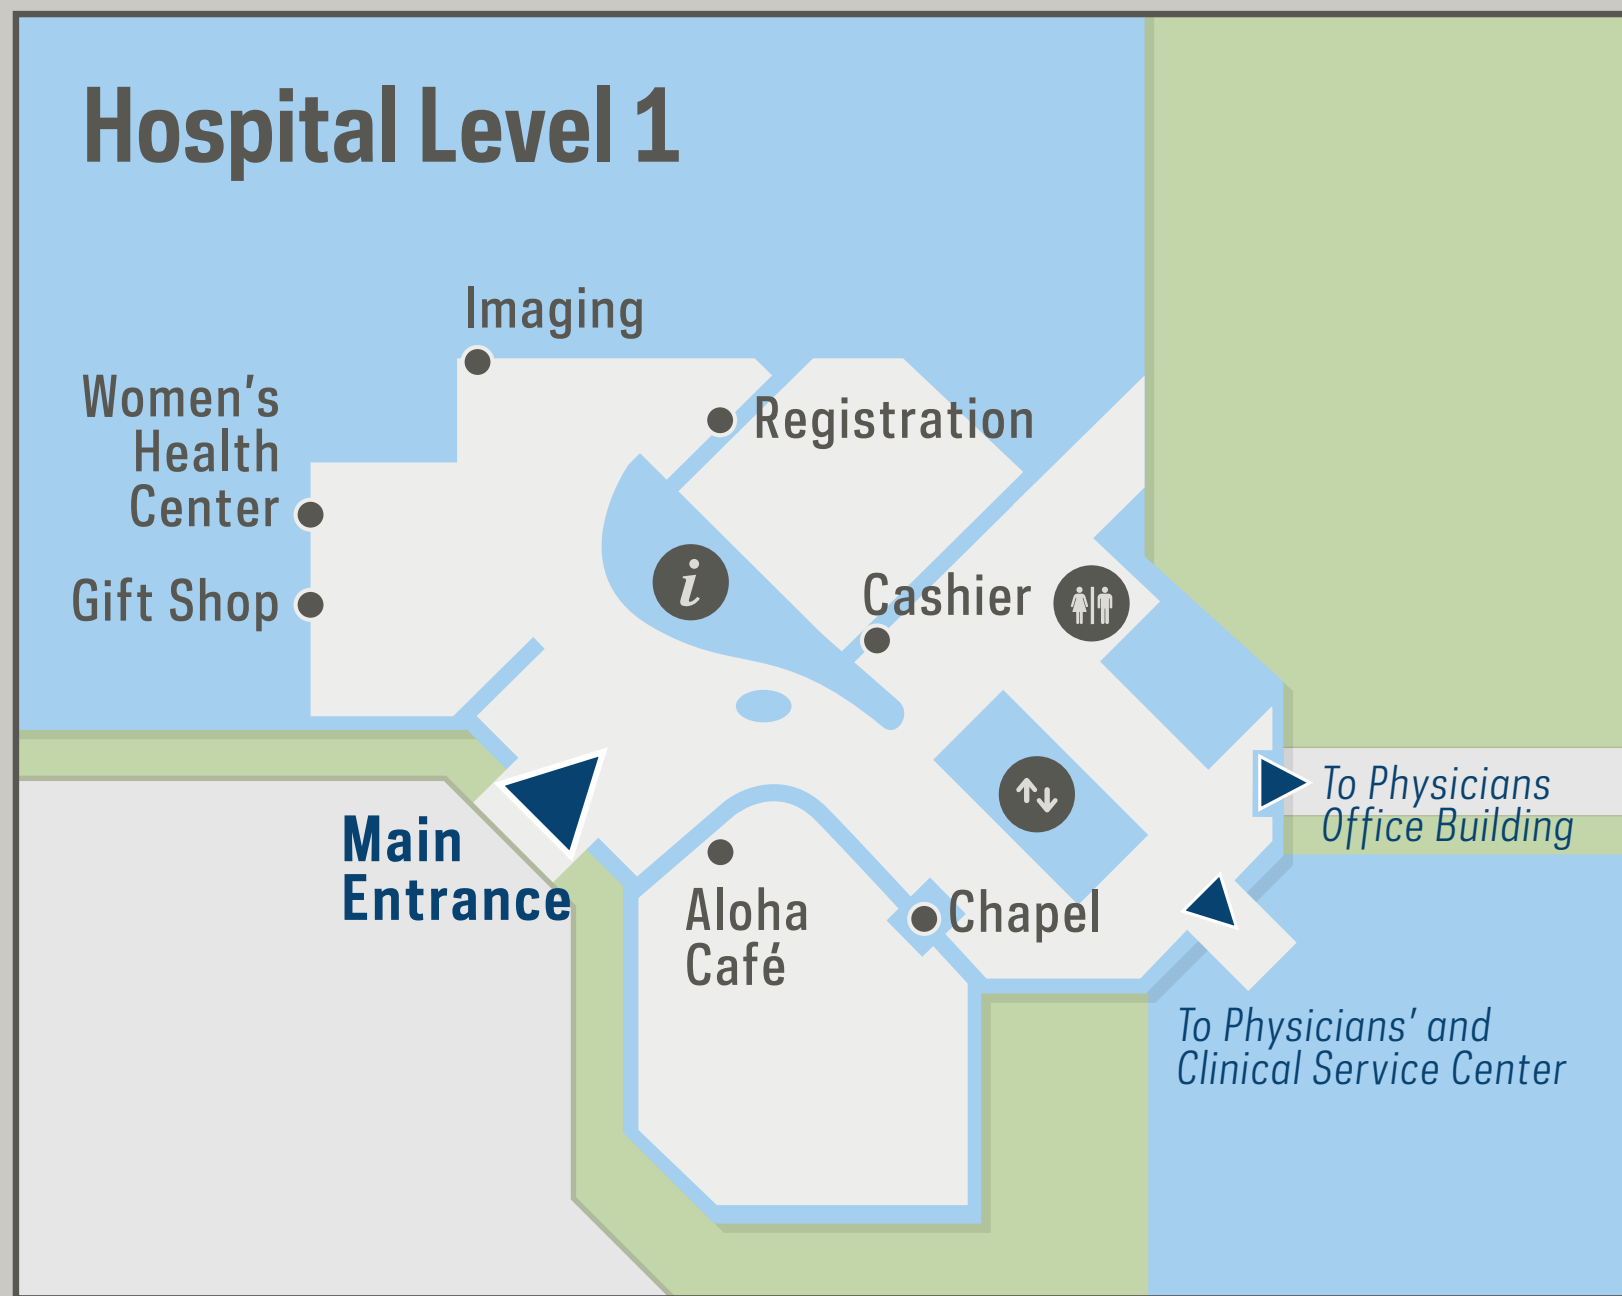 Hospital Level 1
Imaging
Women's
Health
Center
Registration
Gift Shop
i
Cashier
Main
Entrance
Aloha
Café
Chapel
To Physicians
Office Building
To Physicians' and
Clinical Service Center